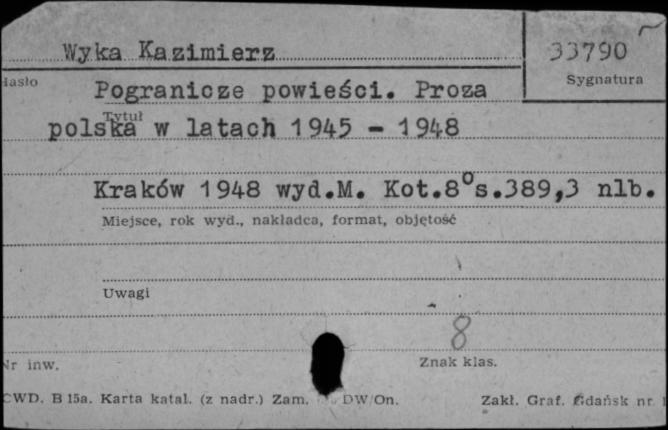 Wyka Kazimierz
33790
Hasło
Sygnatura
Pogranicze powieści. Proza
Tytuł
polska w latach 1945 - 1948
Kraków 1948 wyd.M. Kot.8°s.389,3 nlb.
Miejsce, rok wyd., nakładca, format, objętość
Uwagi
8
Nr inw.
Znak klas.
CWD. B 15a. Karta katal. (z nadr.) Zam. DW/On.
Zakł. Graf. Gdańsk nr